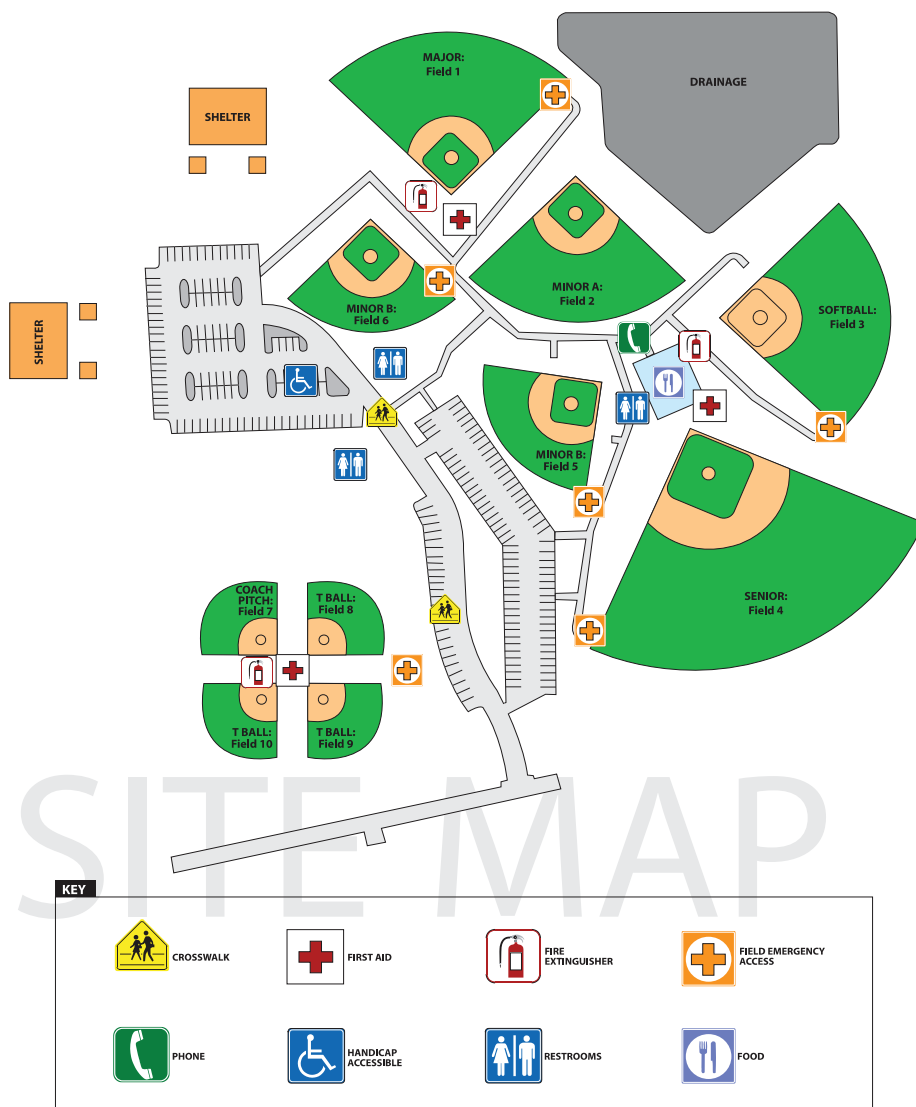 MAJOR:
Field 1
DRAINAGE
SHELTER
MINOR A:
Field 2
MINOR B:
Field 6
SOFTBALL:
Field 3
SHELTER
MINOR B:
Field 5
SENIOR:
Field 4
COACH
PITCH:
Field 7
T BALL:
Field 8
T BALL:
Field 10
T BALL:
Field 9
SITE MAP
KEY
CROSSWALK
FIRST AID
FIRE
EXTINGUISHER
FIELD EMERGENCY
ACCESS
PHONE
HANDICAP
ACCESSIBLE
RESTROOMS
FOOD